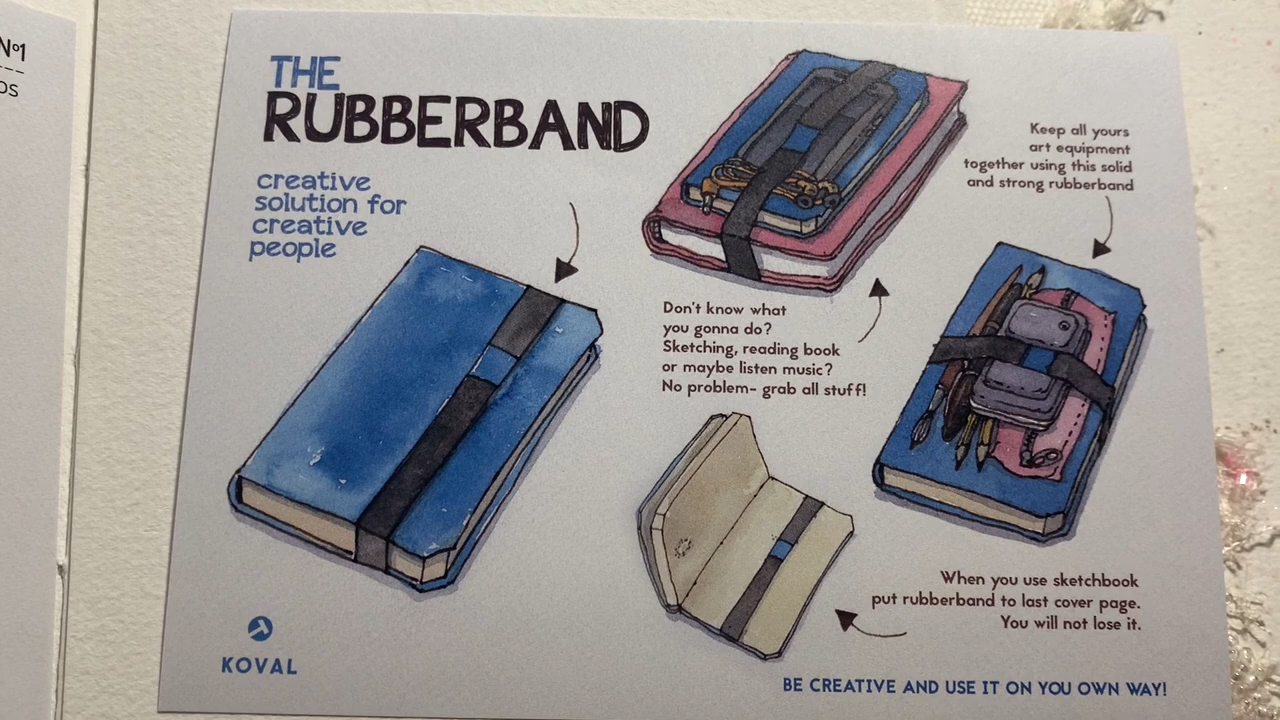 Nº1
THE
RUBBERBAND
creative
solution for
creative
people
Keep all yours
art equipment
together using this solid
and strong rubberband
Don't know what
you gonna do?
Sketching, reading book
or maybe listen music?
No problem- grab all stuff!
When you use sketchbook
put rubberband to last cover page.
You will not lose it.
KOVAL
BE CREATIVE AND USE IT ON YOU OWN WAY!